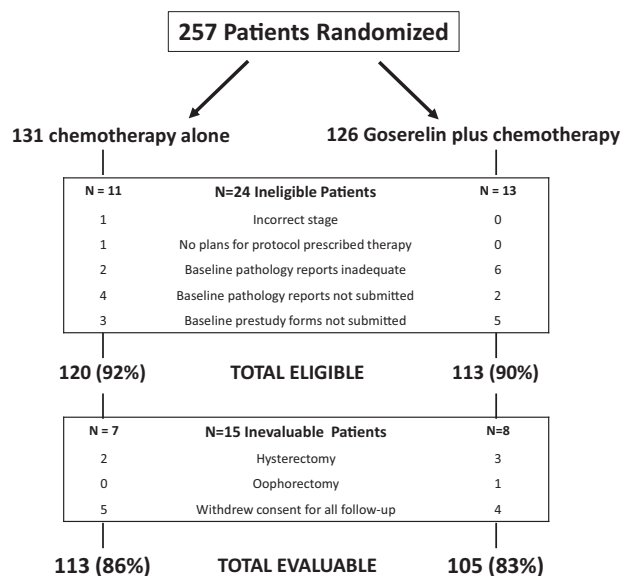 257 Patients Randomized
131 chemotherapy alone 126 Goserelin plus chemotherapy
N = 11 N=24 Ineligible Patients N = 13
1 Incorrect stage 0
1 No plans for protocol prescribed therapy 0
2 Baseline pathology reports inadequate 6
4 Baseline pathology reports not submitted 2
3 Baseline prestudy forms not submitted 5
120 (92%) TOTAL ELIGIBLE 113 (90%)
N = 7 N=15 Inevaluable Patients N=8
2 Hysterectomy 3
0 Oophorectomy 1
5 Withdrew consent for all follow-up 4
113 (86%) TOTAL EVALUABLE 105 (83%)